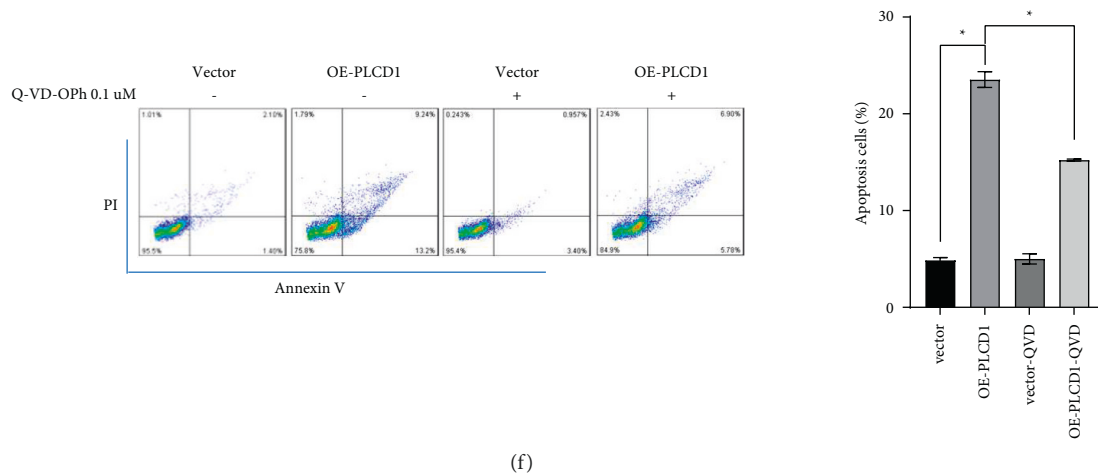 Vector OE-PLCD1 Vector OE-PLCD1
Q-VD-OPh 0.1 uM - - + +
1.01% 2.10% 1.79% 9.24% 0.243% 0.957% 2.43% 6.90%
PI
95.5% 1.40% 75.8% 13.2% 95.4% 3.40% 84.9% 5.78%
Annexin V
Apoptosis cells (%)
30
20
10
0
* *
vector
OE-PLCD1
vector-QVD
OE-PLCD1-QVD
(f)